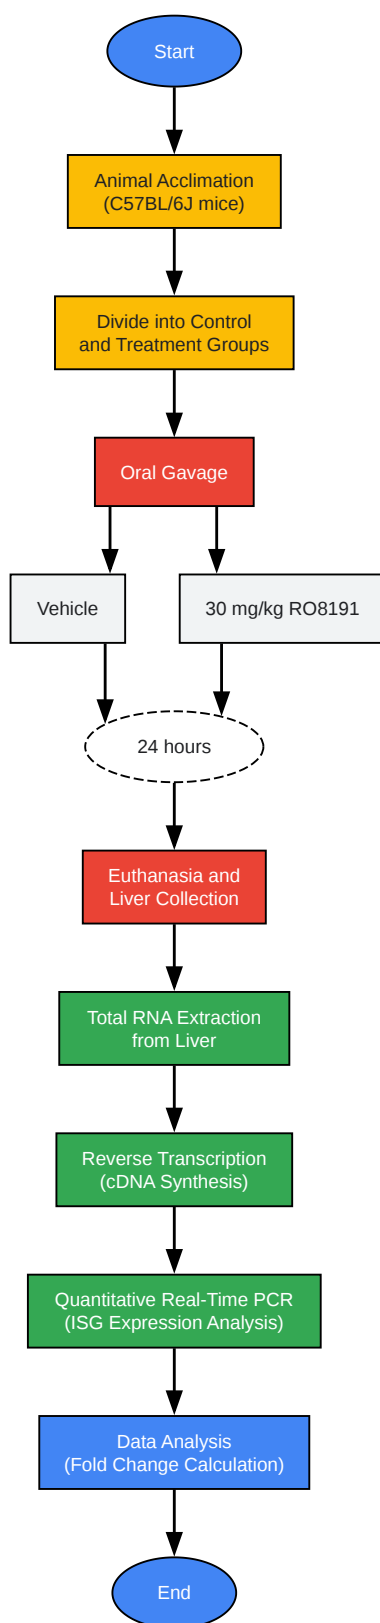 Start
Animal Acclimation
(C57BL/6J mice)
Divide into Control
and Treatment Groups
Oral Gavage
Vehicle
30 mg/kg RO8191
24 hours
Euthanasia and
Liver Collection
Total RNA Extraction
from Liver
Reverse Transcription
(cDNA Synthesis)
Quantitative Real-Time PCR
(ISG Expression Analysis)
Data Analysis
(Fold Change Calculation)
End